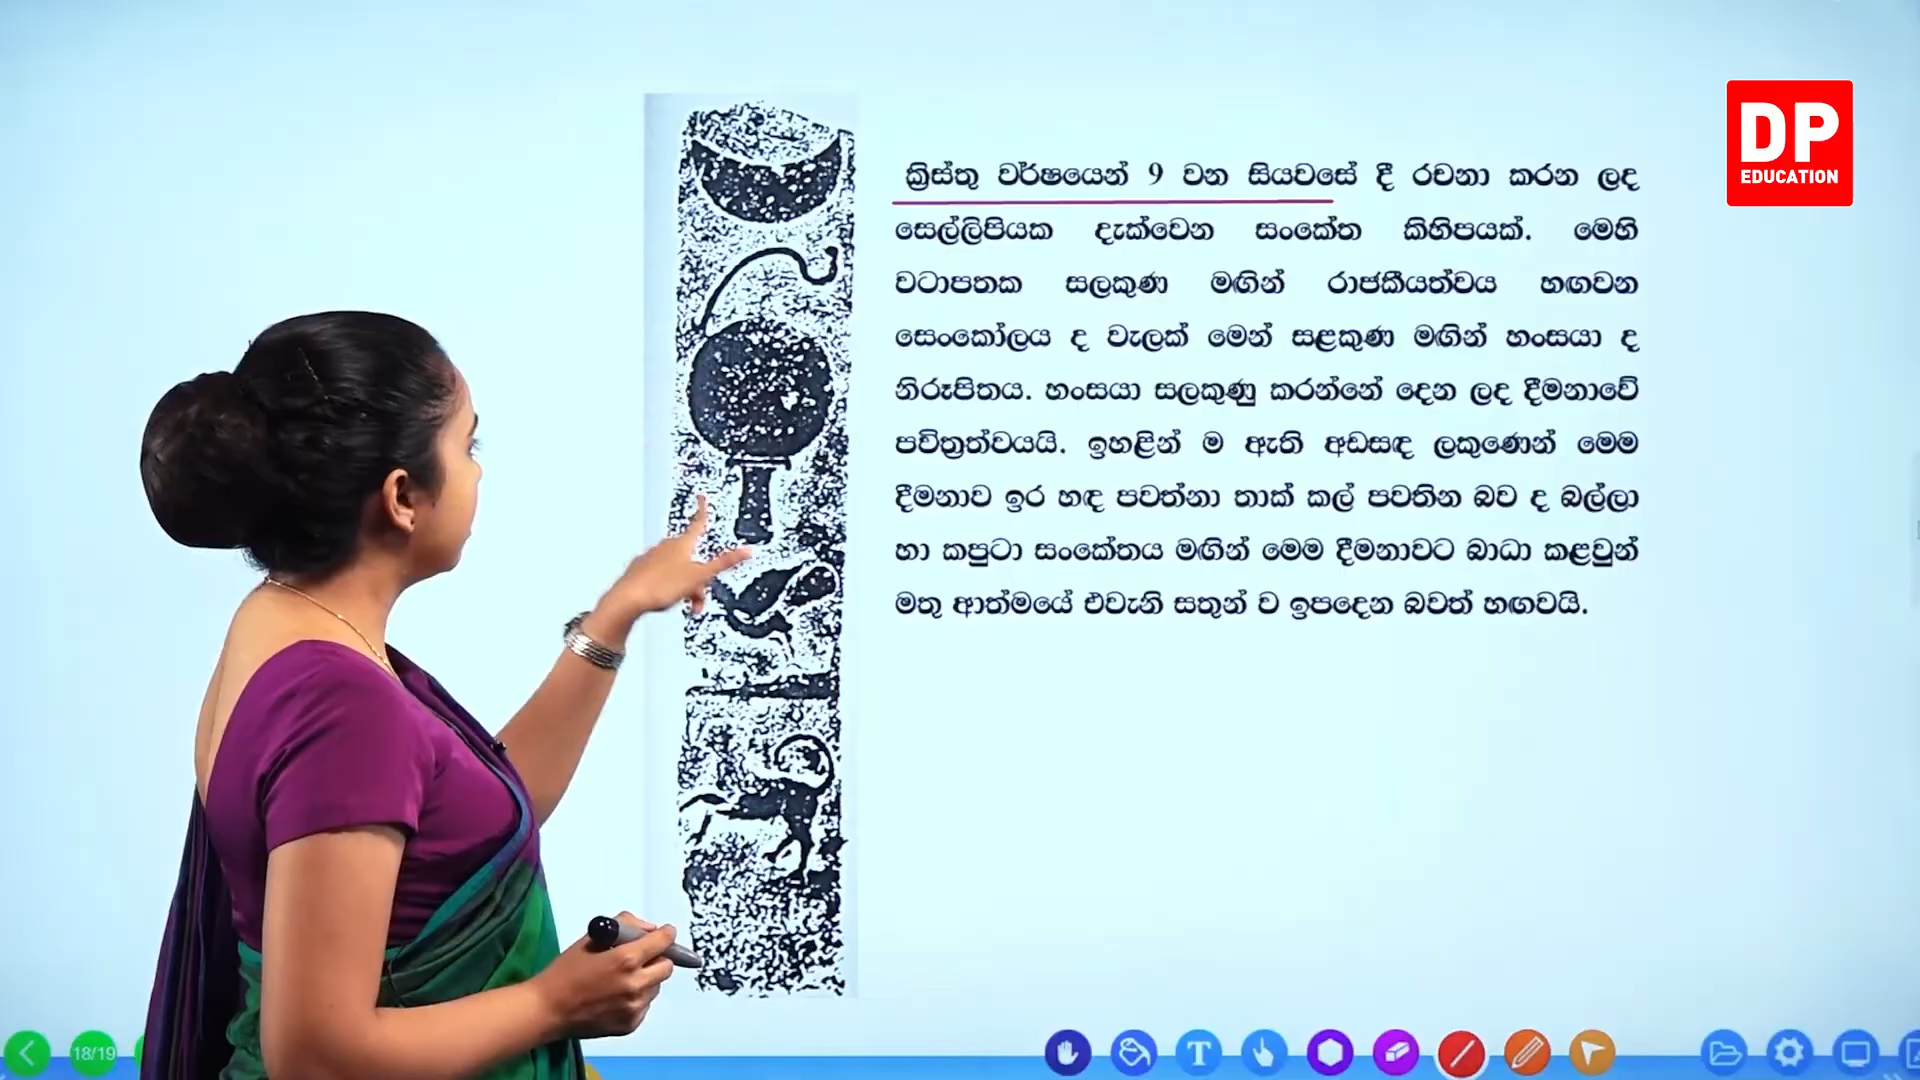 DP
EDUCATION
ක්‍රිස්තු වර්ෂයෙන් 9 වන සියවසේ දී රචනා කරන ලද
සෙල්ලිපියක දැක්වෙන සංකේත කිහිපයක්. මෙහි
වටාපතක සලකුණ මඟින් රාජකීයත්වය හඟවන
සෙංකෝලය ද වැලක් මෙන් සළකුණ මඟින් හංසයා ද
නිරූපිතය. හංසයා සලකුණු කරන්නේ දෙන ලද දීමනාවේ
පවිත්‍රත්වයයි. ඉහළින් ම ඇති අඩසඳ ලකුණෙන් මෙම
දීමනාව ඉර හඳ පවත්නා තාක් කල් පවතින බව ද බල්ලා
හා කපුටා සංකේතය මඟින් මෙම දීමනාවට බාධා කළවුන්
මතු ආත්මයේ එවැනි සතුන් ව ඉපදෙන බවත් හඟවයි.
18/19